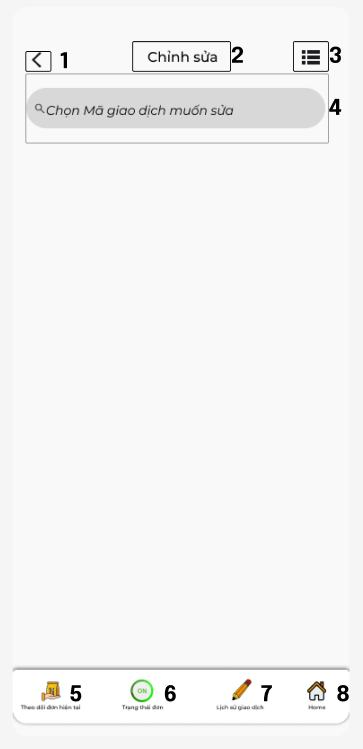 1
Chỉnh sửa 2
3
Chọn Mã giao dịch muốn sửa 4
5
ON 6
7
8
Theo dõi đơn hiện tại
Trạng thái đơn
Lịch sử giao dịch
Home